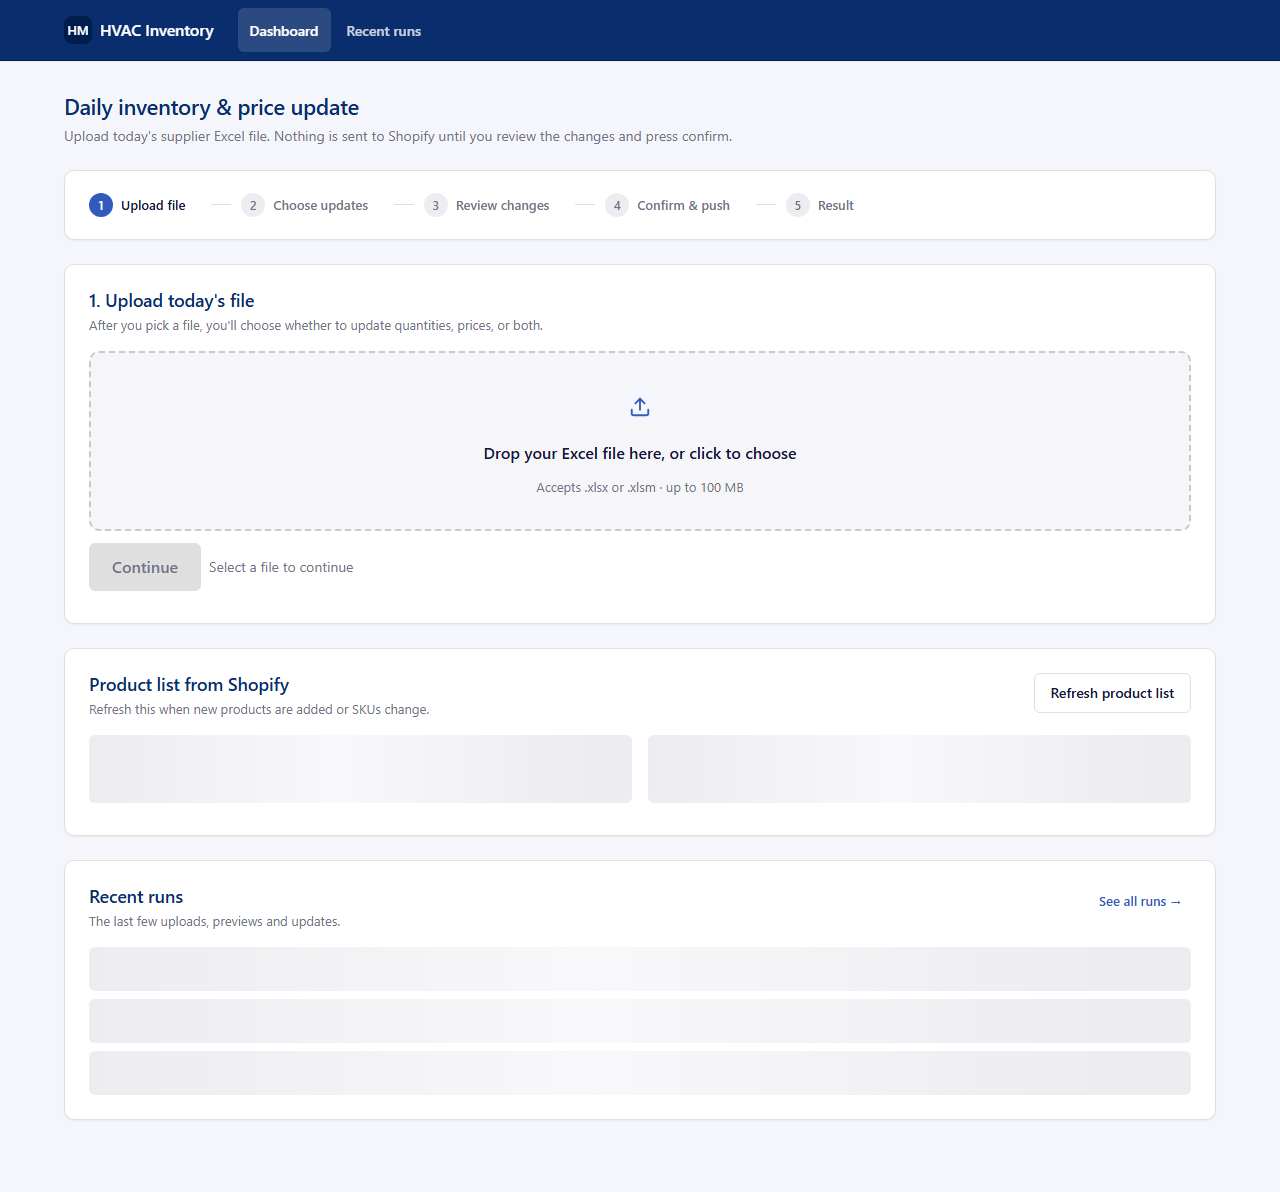 HM HVAC Inventory Dashboard Recent runs
Daily inventory & price update
Upload today's supplier Excel file. Nothing is sent to Shopify until you review the changes and press confirm.
1 Upload file 2 Choose updates 3 Review changes 4 Confirm & push 5 Result
1. Upload today's file
After you pick a file, you'll choose whether to update quantities, prices, or both.
Drop your Excel file here, or click to choose
Accepts .xlsx or .xlsm · up to 100 MB
Continue Select a file to continue
Product list from Shopify
Refresh product list
Refresh this when new products are added or SKUs change.
Recent runs
See all runs →
The last few uploads, previews and updates.